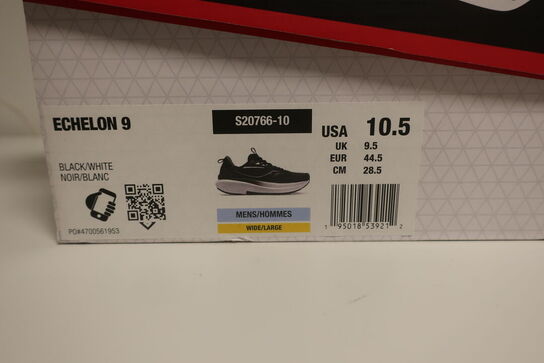 ECHELON 9
BLACK/WHITE
NOIR/BLANC
PO#4700561953
S20766-10
MENS/HOMMES
WIDE/LARGE
USA 10.5
UK 9.5
EUR 44.5
CM 28.5
1 95018 53921 2